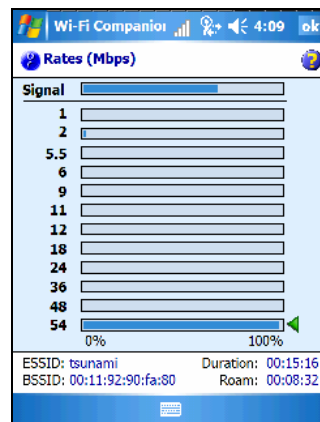 Wi-Fi Companion 4:09 ok
Rates (Mbps)
Signal
1
2
5.5
6
9
11
12
18
24
36
48
54
0% 100%
ESSID: tsunami Duration: 00:15:16
BSSID: 00:11:92:90:fa:80 Roam: 00:08:32